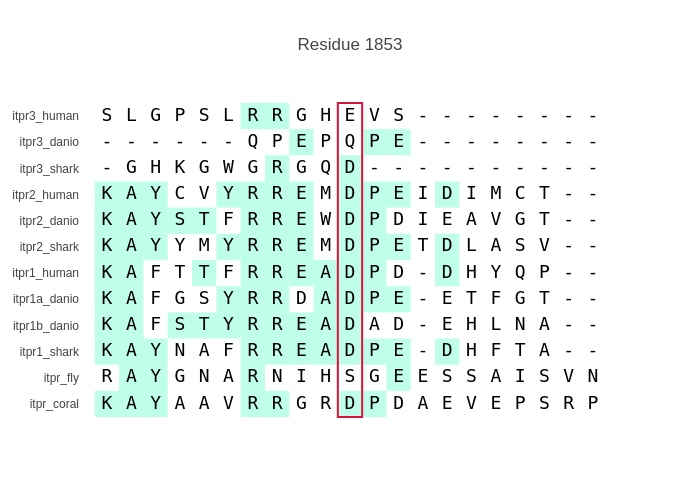 Residue 1853
itpr3_human S L G P S L R R G H E V S - - - - - - - -
itpr3_danio - - - - - - Q P E P Q P E - - - - - - - -
itpr3_shark - G H K G W G R G Q D - - - - - - - - - -
itpr2_human K A Y C V Y R R E M D P E I D I M C T - -
itpr2_danio K A Y S T F R R E W D P D I E A V G T - -
itpr2_shark K A Y Y M Y R R E M D P E T D L A S V - -
itpr1_human K A F T T F R R E A D P D - D H Y Q P - -
itpr1a_danio K A F G S Y R R D A D P E - E T F G T - -
itpr1b_danio K A F S T Y R R E A D A D - E H L N A - -
itpr1_shark K A Y N A F R R E A D P E - D H F T A - -
itpr_fly R A Y G N A R N I H S G E E S S A I S V N
itpr_coral K A Y A A V R R G R D P D A E V E P S R P